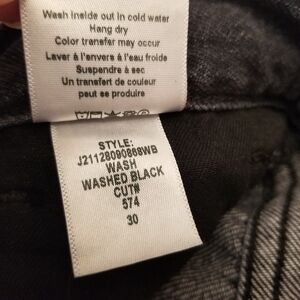 Wash inside out in cold water
Hang dry
Color transfer may occur
Laver à l'envers à l'eau froide
Suspendre à sec
Un transfert de couleur
peut se produire
STYLE:
J21128090869WB
WASH
WASHED BLACK
CUT#
574
30